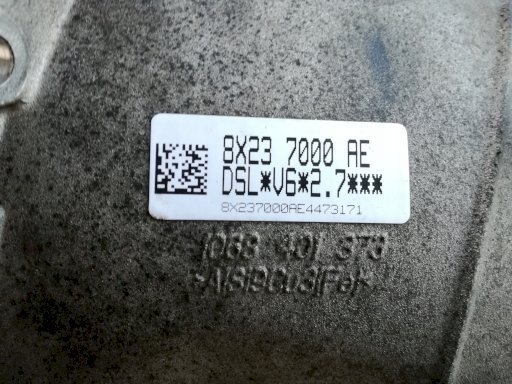 8X23 7000 AE
DSL*V6*2.7***
8X237000AE4473171
1068 401 373
>AlSi9Cu3(Fe)<